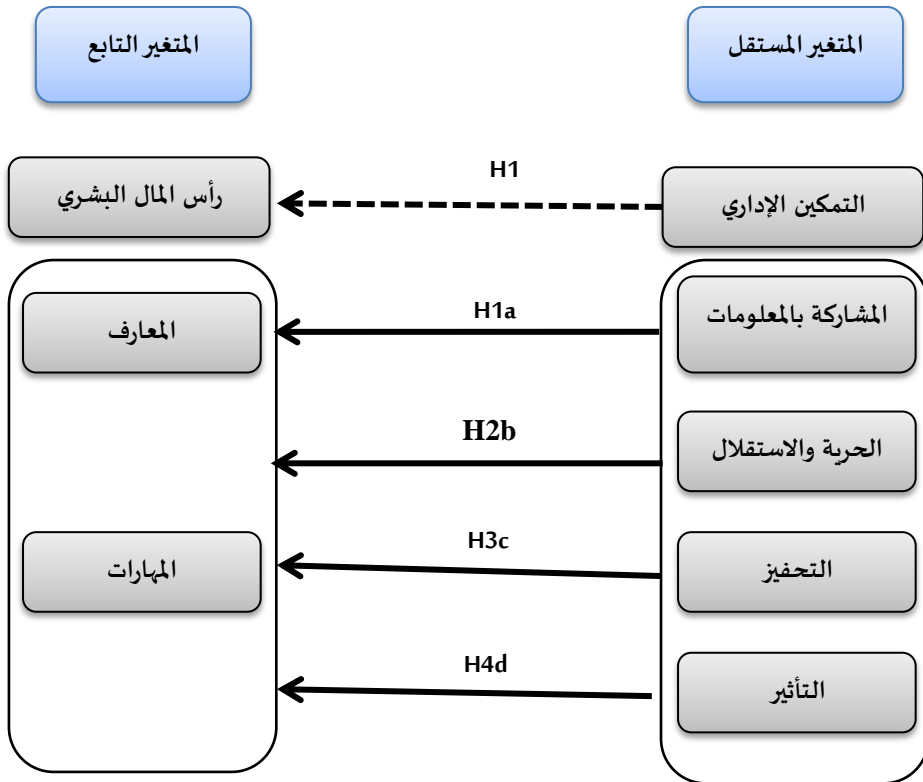 المتغير المستقل
المتغير التابع
H1
التمكين الإداري
رأس المال البشري
المشاركة بالمعلومات
H1a
المعارف
الحرية والاستقلال
H2b
التحفيز
H3c
المهارات
التأثير
H4d